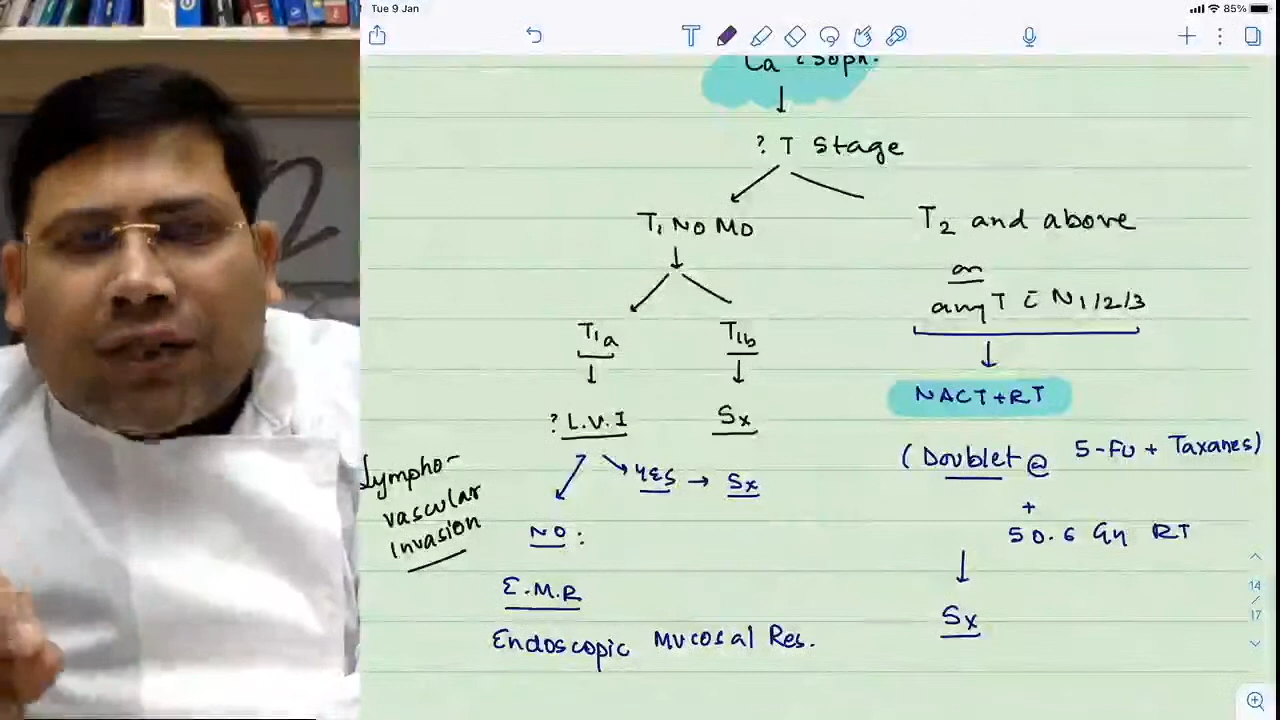 Tue 9 Jan
85%
T
Ca Esoph.
? T Stage
T1 N0 M0
T2 and above
or
any T c̄ N1/2/3
T1a
T1b
NACT+RT
? L.V.I
Sx
(Doublet @ 5-FU + Taxanes)
Lympho-
vascular
Invasion
YES → Sx
+
50.6 Gy RT
NO :
E.M.R
Sx
Endoscopic Mucosal Res.
14
17